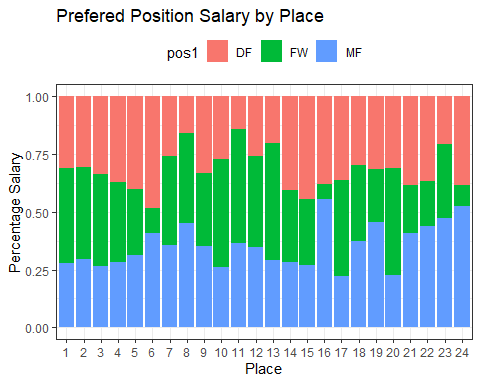 Prefered Position Salary by Place
pos1 DF FW MF
Percentage Salary
1.00
0.75
0.50
0.25
0.00
1 2 3 4 5 6 7 8 9 10 11 12 13 14 15 16 17 18 19 20 21 22 23 24
Place